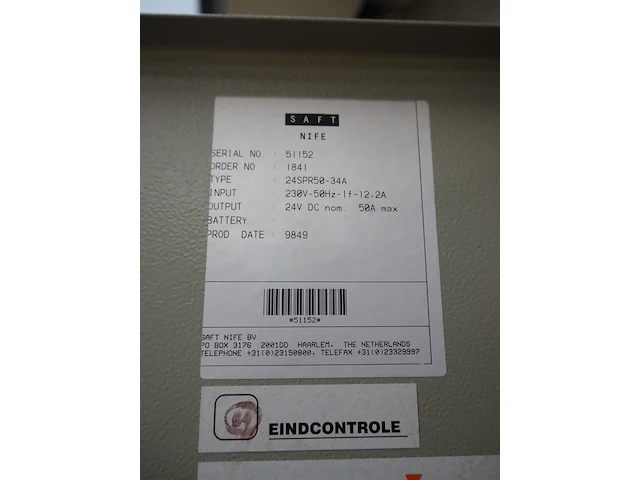 SAFT
NIFE
SERIAL NO : 51152
ORDER NO : 1841
TYPE : 24SPR50-34A
INPUT : 230V-50Hz-1f-12,2A
OUTPUT : 24V DC nom. 50A max.
BATTERY :
PROD. DATE : 9849
*51152*
SAFT NIFE BV
PO BOX 3176 2001DD HAARLEM, THE NETHERLANDS
TELEPHONE +31(0)23150800, TELEFAX +31(0)23329997
EINDCONTROLE